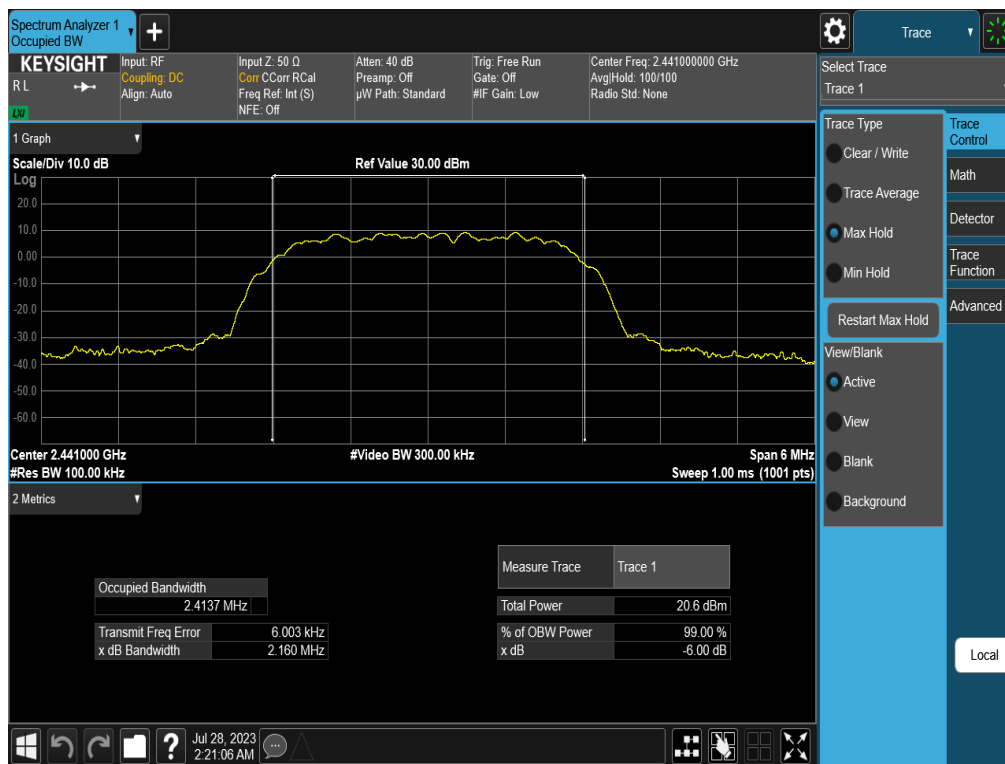 Spectrum Analyzer 1
Occupied BW
Trace
KEYSIGHT
R L
LXI
Input: RF
Coupling: DC
Align: Auto
Input Z: 50 Ω
Corr CCorr RCal
Freq Ref: Int (S)
NFE: Off
Atten: 40 dB
Preamp: Off
µW Path: Standard
Trig: Free Run
Gate: Off
#IF Gain: Low
Center Freq: 2.441000000 GHz
Avg|Hold: 100/100
Radio Std: None
Select Trace
Trace 1
1 Graph
Scale/Div 10.0 dB
Ref Value 30.00 dBm
Log
20.0
10.0
0.00
-10.0
-20.0
-30.0
-40.0
-50.0
-60.0
Center 2.441000 GHz
#Video BW 300.00 kHz
Span 6 MHz
#Res BW 100.00 kHz
Sweep 1.00 ms (1001 pts)
Trace Type
Clear / Write
Trace Average
Max Hold
Min Hold
Restart Max Hold
View/Blank
Active
View
Blank
Background
Trace
Control
Math
Detector
Trace
Function
Advanced
Local
2 Metrics
Occupied Bandwidth
2.4137 MHz
Transmit Freq Error 6.003 kHz
x dB Bandwidth 2.160 MHz
Measure Trace Trace 1
Total Power 20.6 dBm
% of OBW Power 99.00 %
x dB -6.00 dB
?
Jul 28, 2023
2:21:06 AM